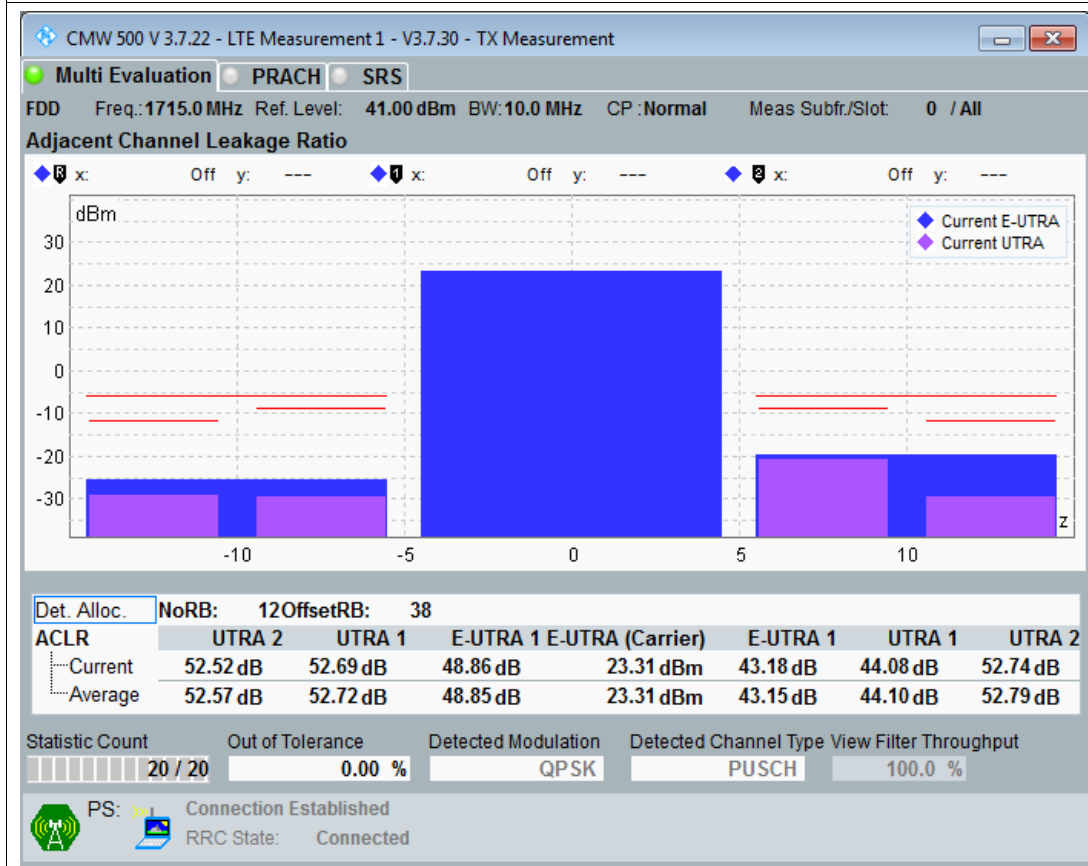 CMW 500 V 3.7.22 - LTE Measurement 1 - V3.7.30 - TX Measurement
Multi Evaluation PRACH SRS
FDD Freq.: 1715.0 MHz Ref. Level: 41.00 dBm BW: 10.0 MHz CP : Normal Meas Subfr./Slot: 0 / All
Adjacent Channel Leakage Ratio
R x: Off y: --- 1 x: Off y: --- 2 x: Off y: ---
dBm
Current E-UTRA
Current UTRA
30
20
10
0
-10
-20
-30
z
-10 -5 0 5 10
Det. Alloc. NoRB: 12 OffsetRB: 38
ACLR UTRA 2 UTRA 1 E-UTRA 1 E-UTRA (Carrier) E-UTRA 1 UTRA 1 UTRA 2
Current 52.52 dB 52.69 dB 48.86 dB 23.31 dBm 43.18 dB 44.08 dB 52.74 dB
Average 52.57 dB 52.72 dB 48.85 dB 23.31 dBm 43.15 dB 44.10 dB 52.79 dB
Statistic Count Out of Tolerance Detected Modulation Detected Channel Type View Filter Throughput
20 / 20 0.00 % QPSK PUSCH 100.0 %
PS: Connection Established
RRC State: Connected